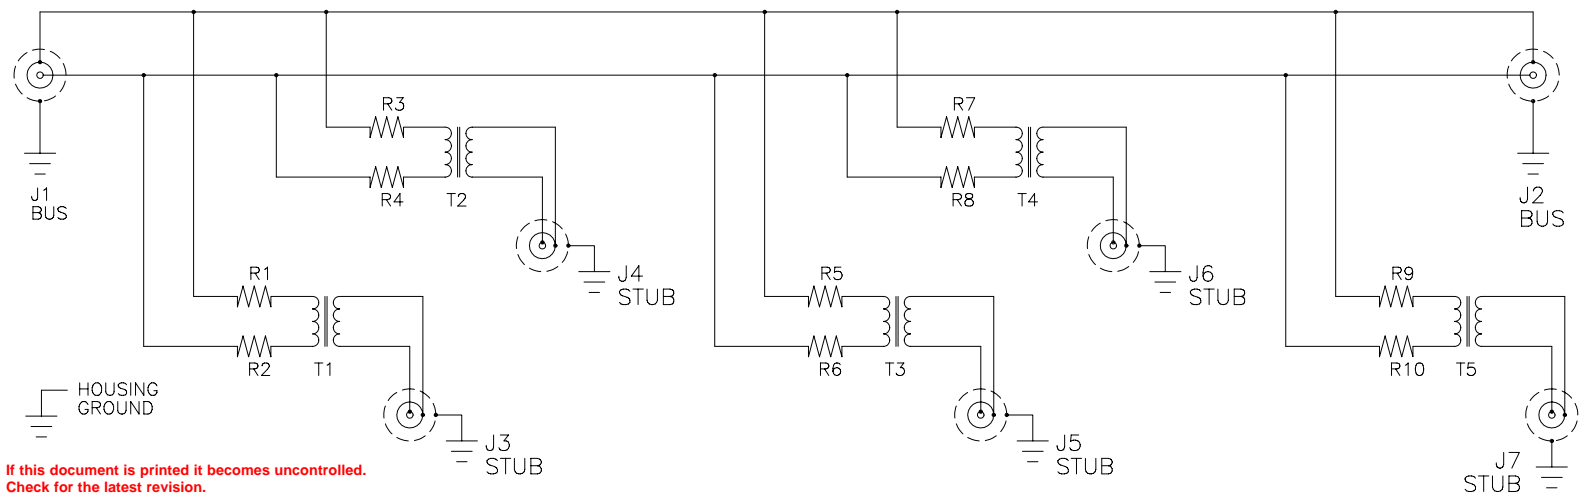 R3
R7
R4
T2
R8
T4
J1
BUS
J2
BUS
R1
J4
STUB
R5
J6
STUB
R9
R2
T1
R6
T3
R10
T5
HOUSING
GROUND
J3
STUB
J5
STUB
J7
STUB
If this document is printed it becomes uncontrolled.
Check for the latest revision.